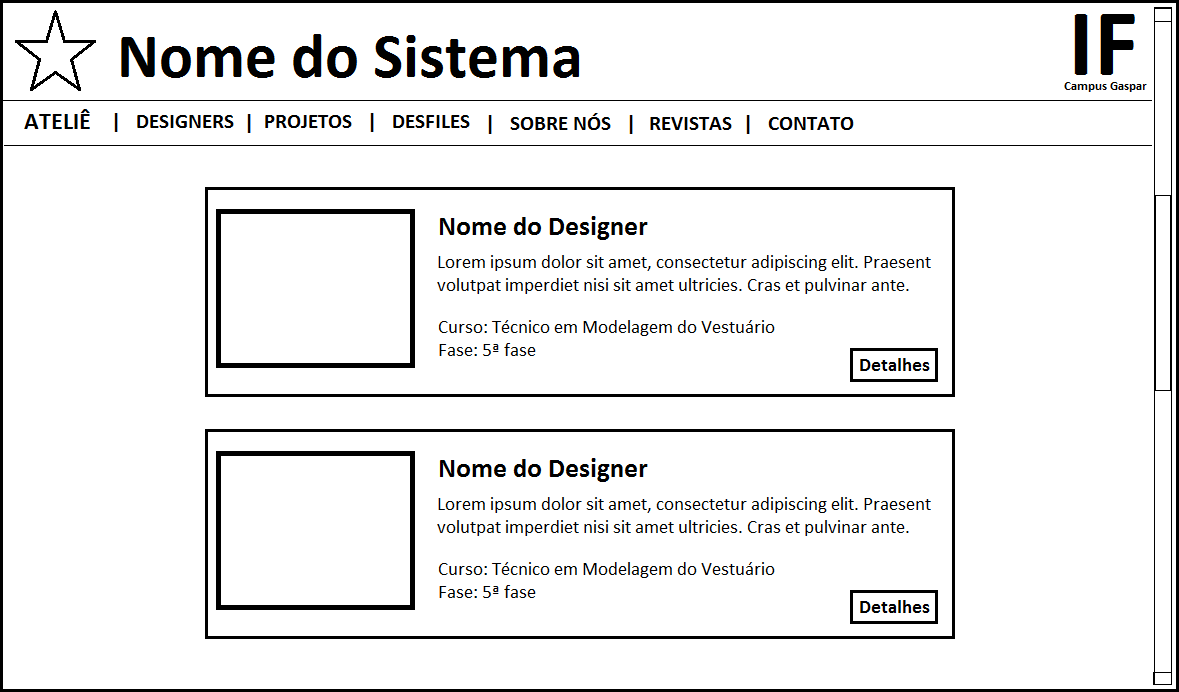 Nome do Sistema
IF
Campus Gaspar
ATELIÊ | DESIGNERS | PROJETOS | DESFILES | SOBRE NÓS | REVISTAS | CONTATO
Nome do Designer
Lorem ipsum dolor sit amet, consectetur adipiscing elit. Praesent
volutpat imperdiet nisi sit amet ultricies. Cras et pulvinar ante.
Curso: Técnico em Modelagem do Vestuário
Fase: 5ª fase
Detalhes
Nome do Designer
Lorem ipsum dolor sit amet, consectetur adipiscing elit. Praesent
volutpat imperdiet nisi sit amet ultricies. Cras et pulvinar ante.
Curso: Técnico em Modelagem do Vestuário
Fase: 5ª fase
Detalhes